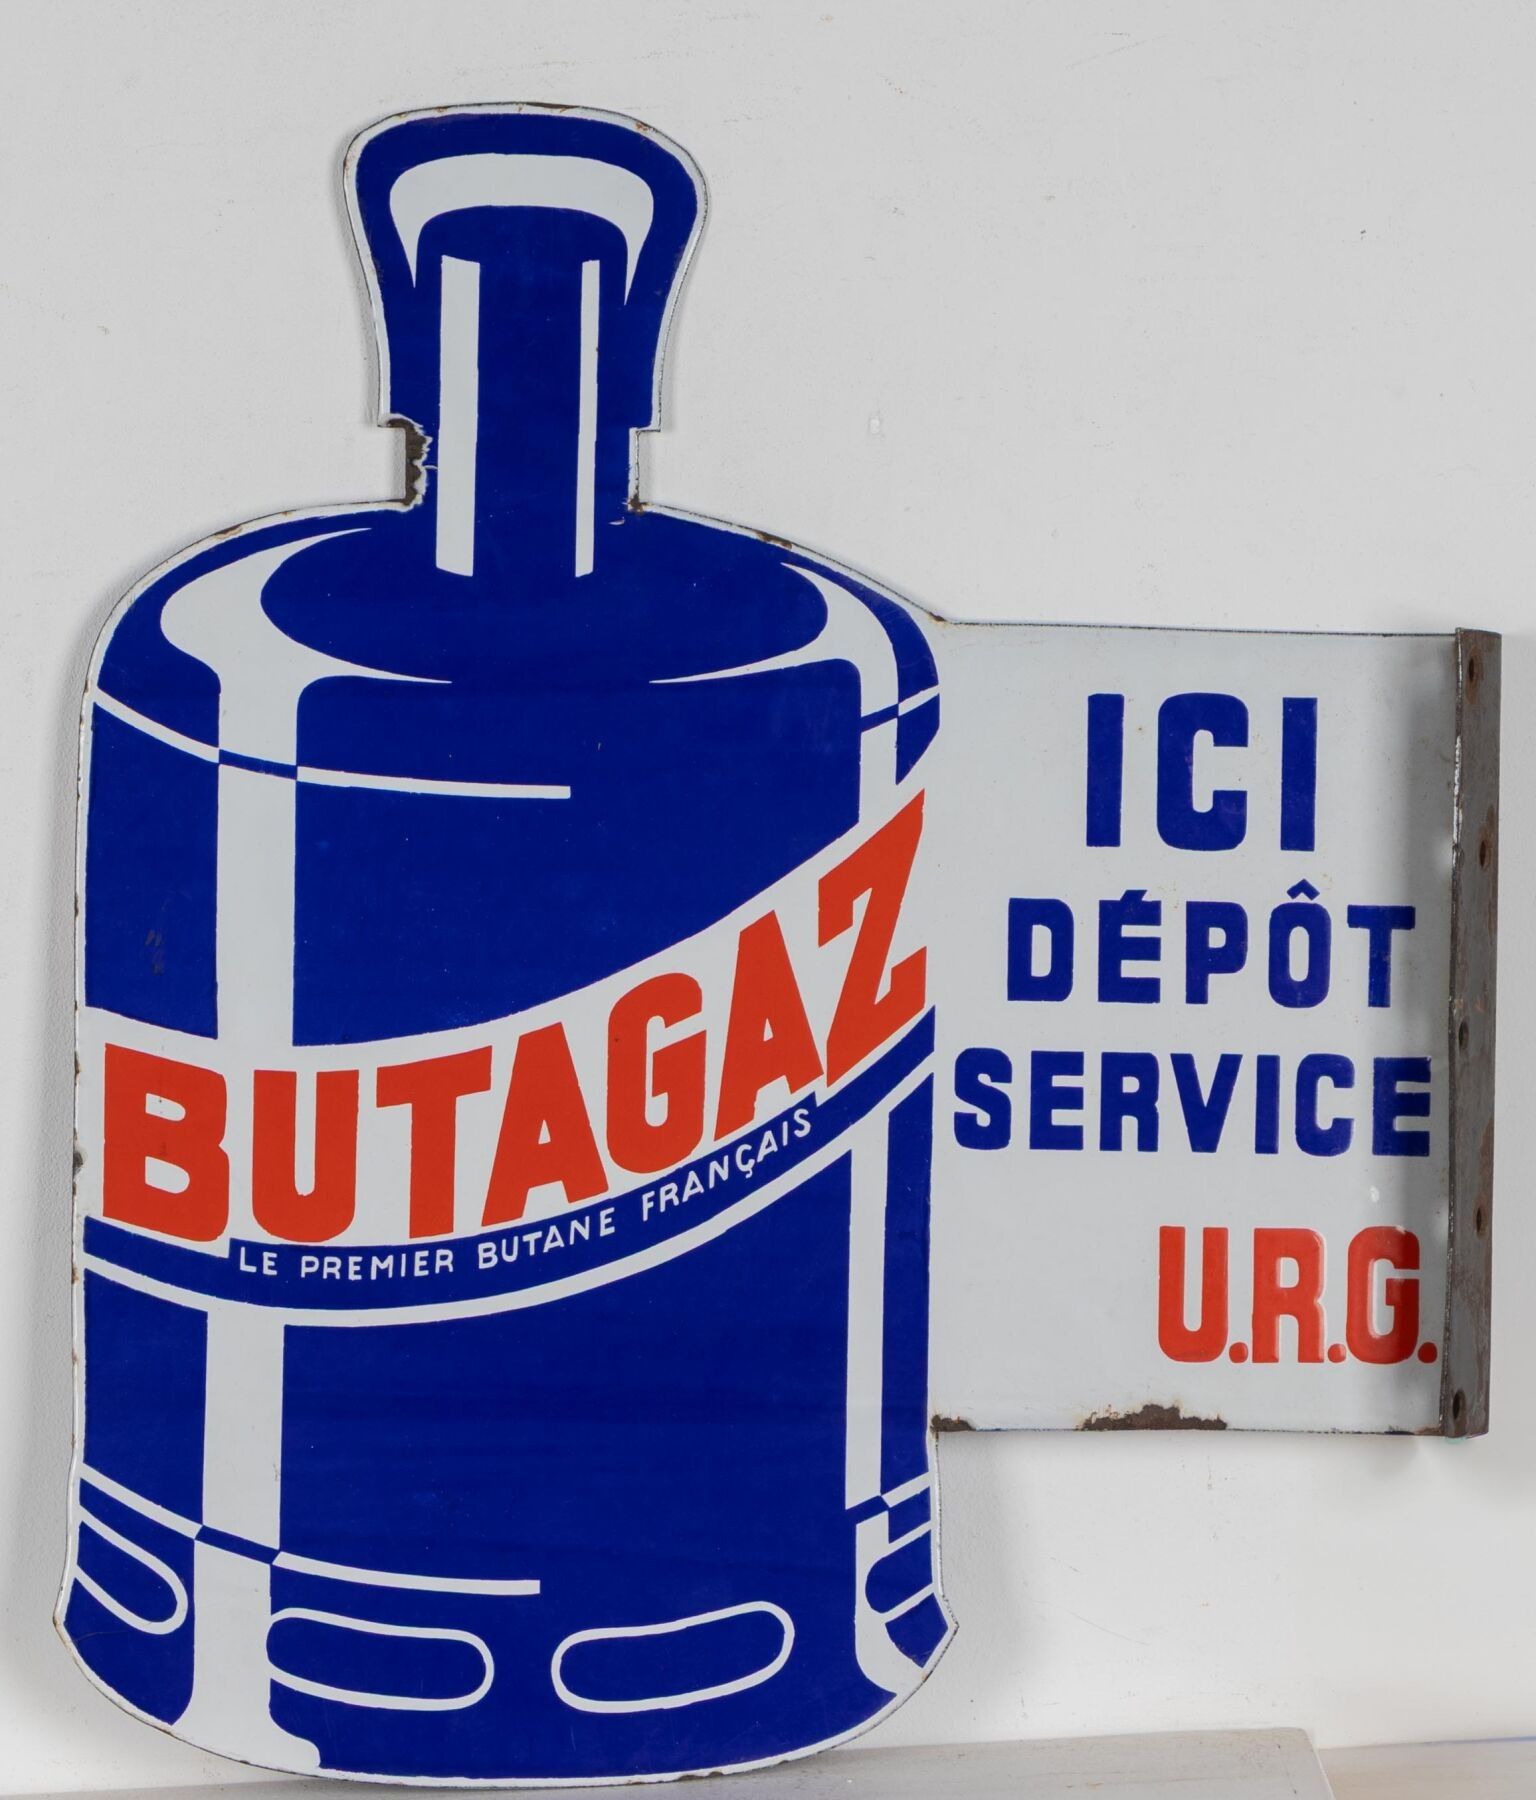 BUTAGAZ
LE PREMIER BUTANE FRANÇAIS
ICI
DÉPÔT
SERVICE
U.R.G.